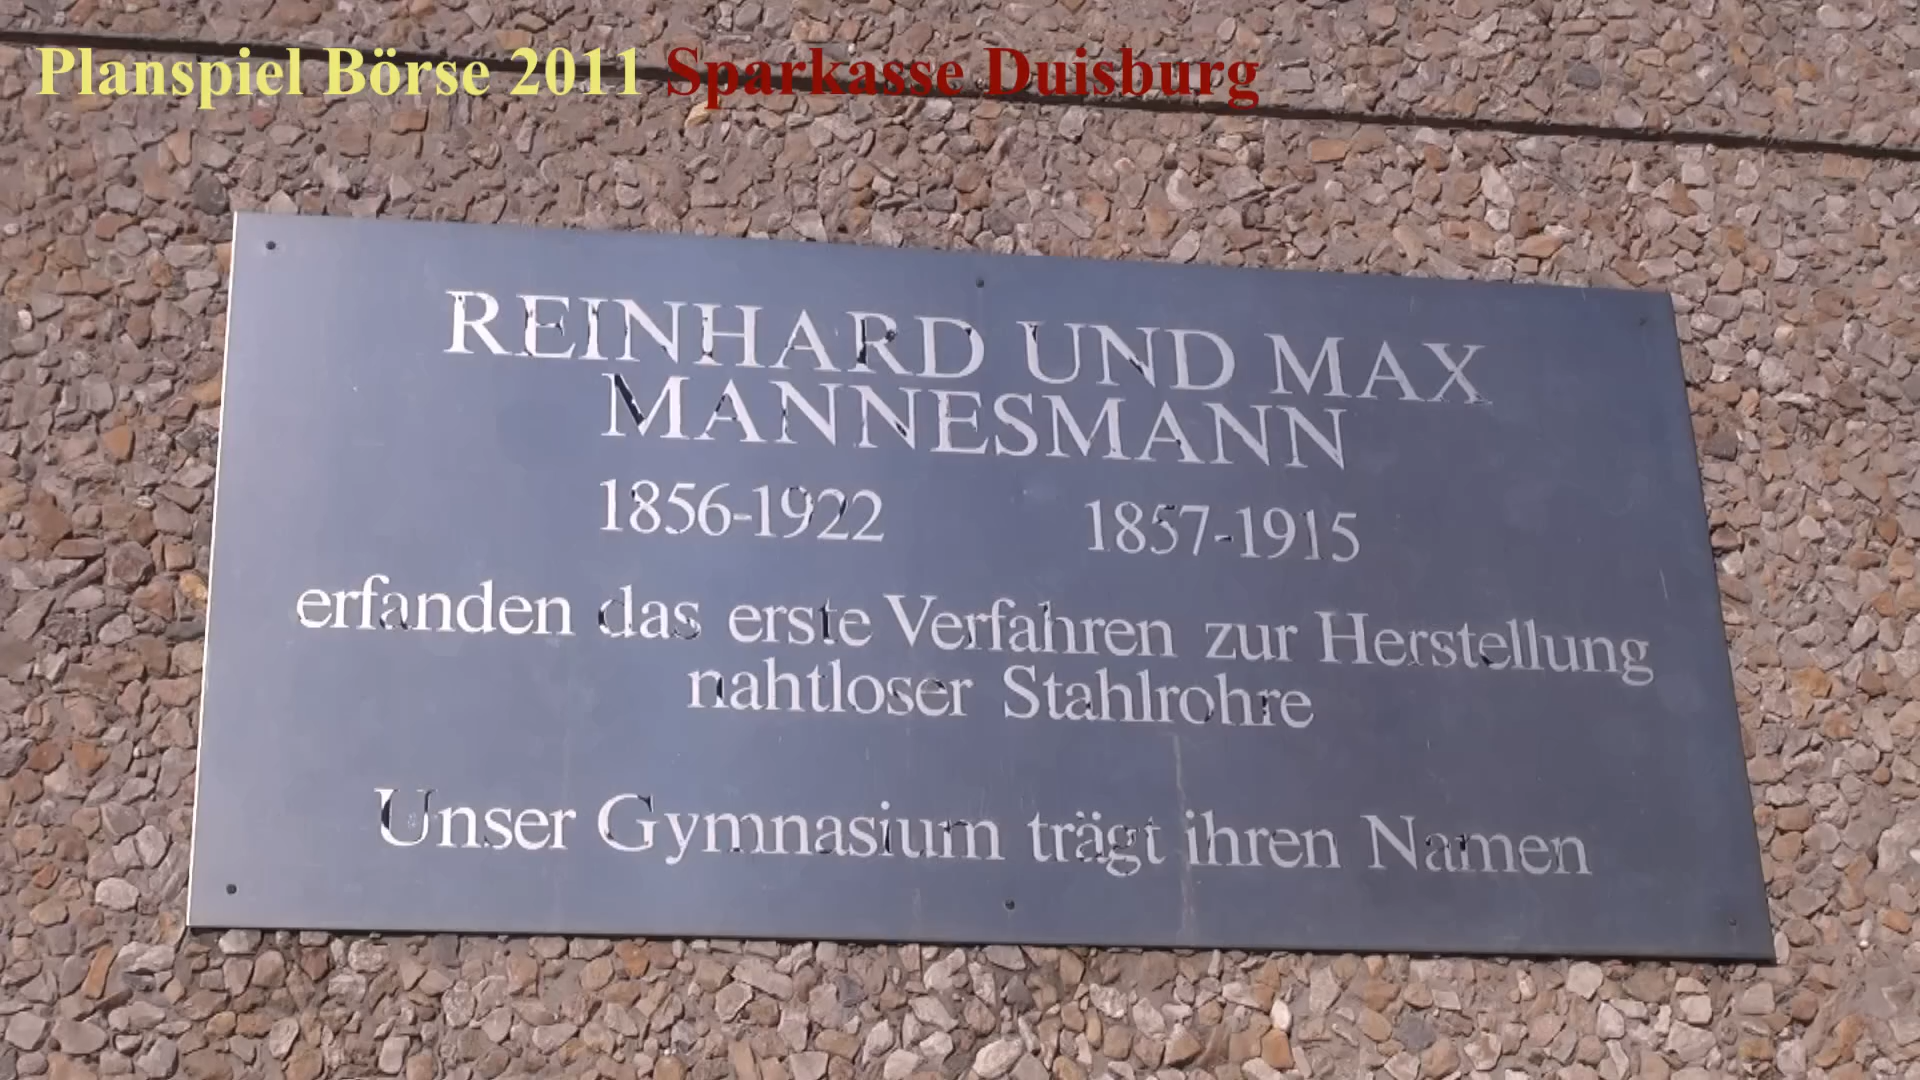 Planspiel Börse 2011 Sparkasse Duisburg
REINHARD UND MAX
MANNESMANN
1856-1922 1857-1915
erfanden das erste Verfahren zur Herstellung
nahtloser Stahlrohre
Unser Gymnasium trägt ihren Namen